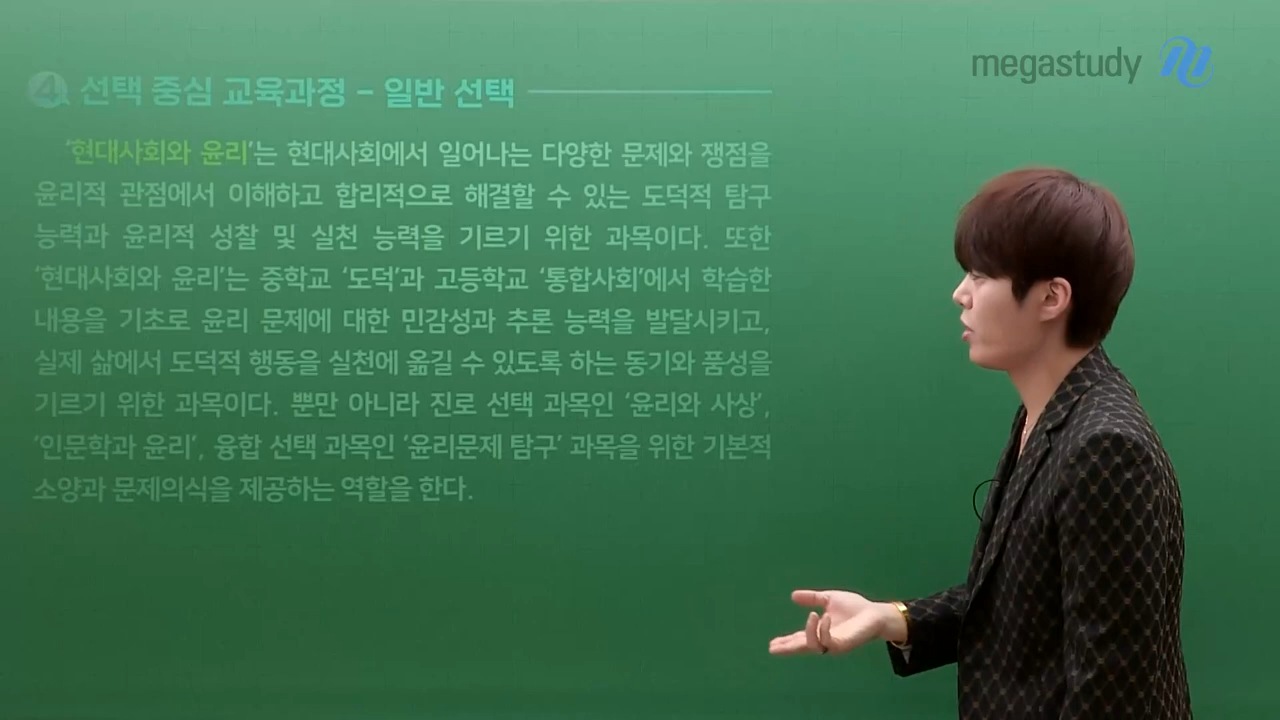 megastudy
4 선택 중심 교육과정 - 일반 선택
'현대사회와 윤리'는 현대사회에서 일어나는 다양한 문제와 쟁점을
윤리적 관점에서 이해하고 합리적으로 해결할 수 있는 도덕적 탐구
능력과 윤리적 성찰 및 실천 능력을 기르기 위한 과목이다. 또한
'현대사회와 윤리'는 중학교 '도덕'과 고등학교 '통합사회'에서 학습한
내용을 기초로 윤리 문제에 대한 민감성과 추론 능력을 발달시키고,
실제 삶에서 도덕적 행동을 실천에 옮길 수 있도록 하는 동기와 품성을
기르기 위한 과목이다. 뿐만 아니라 진로 선택 과목인 '윤리와 사상',
'인문학과 윤리', 융합 선택 과목인 '윤리문제 탐구' 과목을 위한 기본적
소양과 문제의식을 제공하는 역할을 한다.